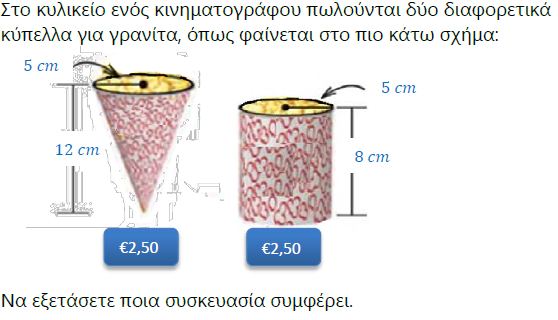 Στο κυλικείο ενός κινηματογράφου πωλούνται δύο διαφορετικά
κύπελλα για γρανίτα, όπως φαίνεται στο πιο κάτω σχήμα:
5 cm
5 cm
12 cm
8 cm
€2,50
€2,50
Να εξετάσετε ποια συσκευασία συμφέρει.